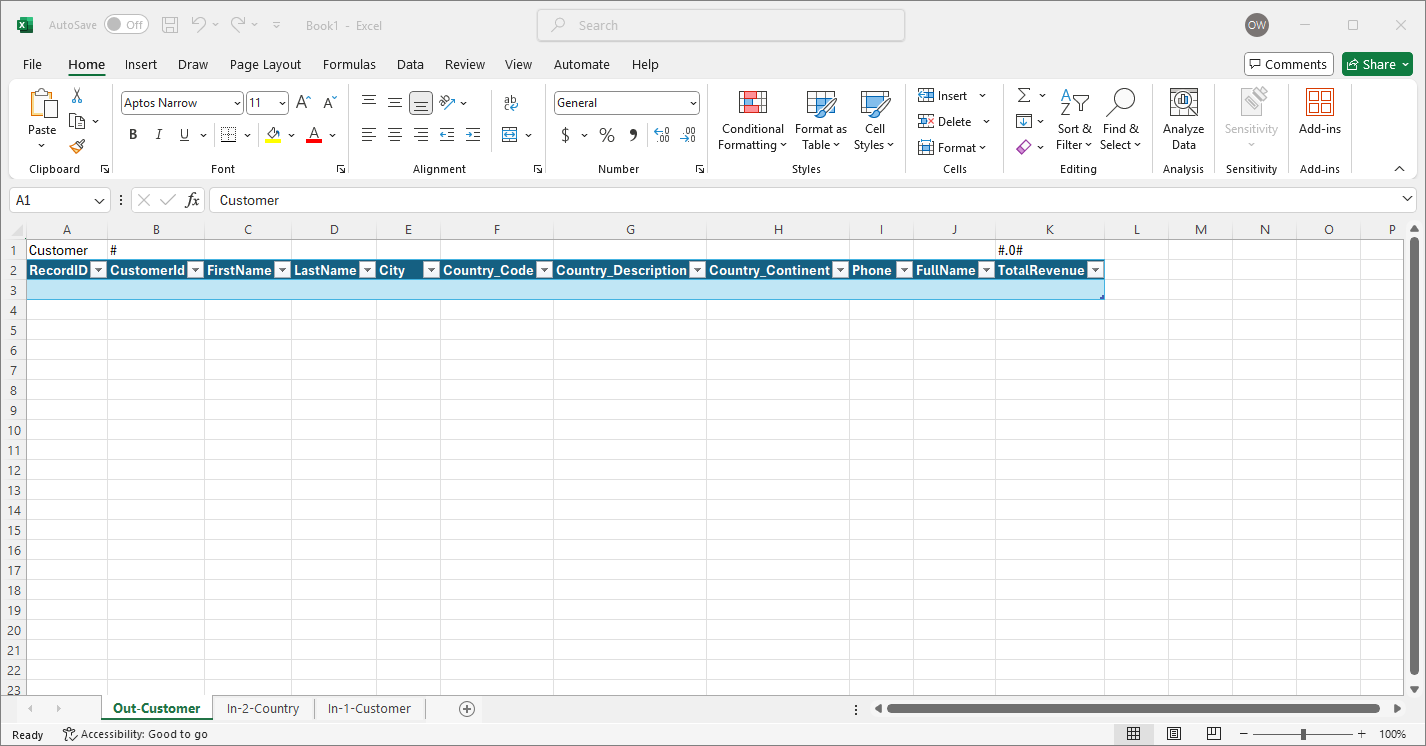 AutoSave Off Book1 - Excel Search OW
File Home Insert Draw Page Layout Formulas Data Review View Automate Help Comments Share
Paste
Clipboard
Aptos Narrow 11
B I U A
Font
ab
Alignment
General
$ % 9 .00 .00
Number
Conditional Formatting
Format as Table
Cell Styles
Styles
Insert
Delete
Format
Cells
Sort & Filter
Find & Select
Editing
Analyze Data
Analysis
Sensitivity
Sensitivity
Add-ins
Add-ins
A1 fx Customer
A B C D E F G H I J K L M N O P
1 Customer # #.0#
2 RecordID CustomerId FirstName LastName City Country_Code Country_Description Country_Continent Phone FullName TotalRevenue
3
4
5
6
7
8
9
10
11
12
13
14
15
16
17
18
19
20
21
22
23
Out-Customer In-2-Country In-1-Customer
Ready Accessibility: Good to go 100%